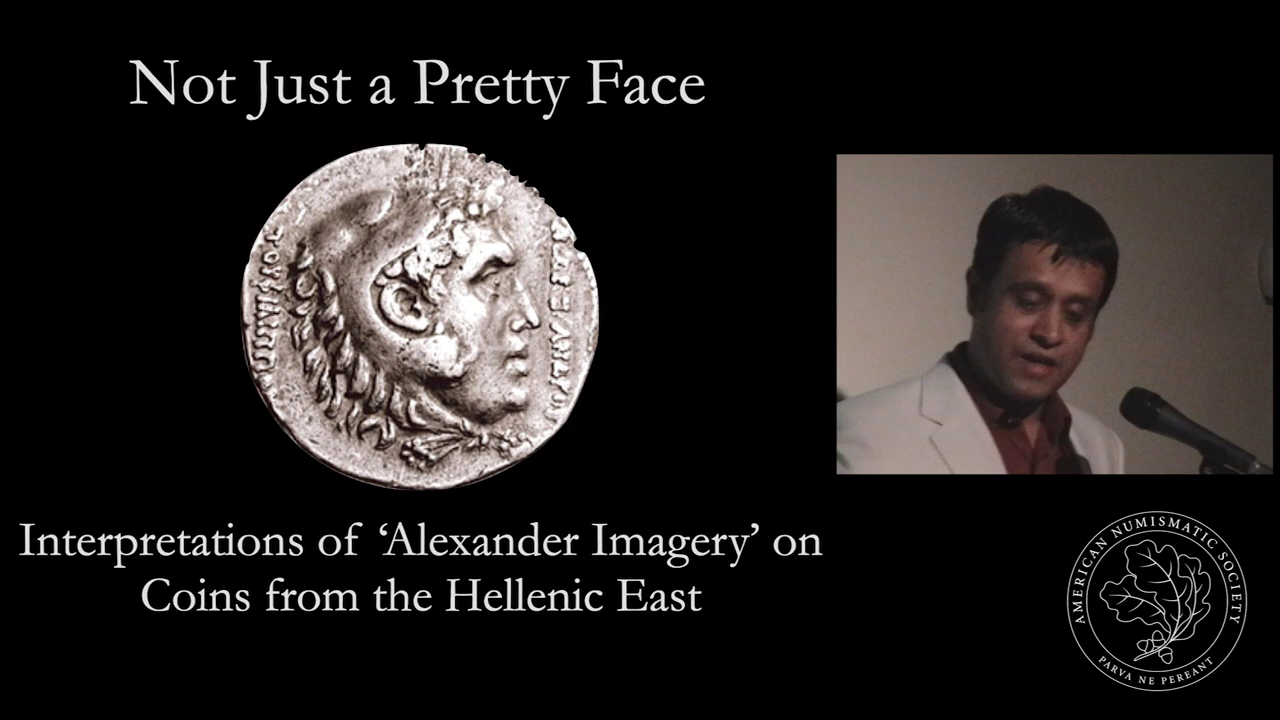 Not Just a Pretty Face
Interpretations of ‘Alexander Imagery’ on
Coins from the Hellenic East
AMERICAN NUMISMATIC SOCIETY
PARVA NE PEREANT